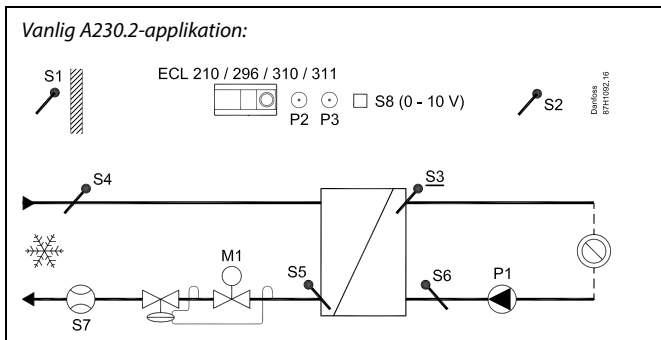 Vanlig A230.2-applikation:
ECL 210 / 296 / 310 / 311
S1
P2
P3
S8 (0 - 10 V)
S2
Danfoss
87H1092.16
S4
S3
M1
S5
S6
P1
S7